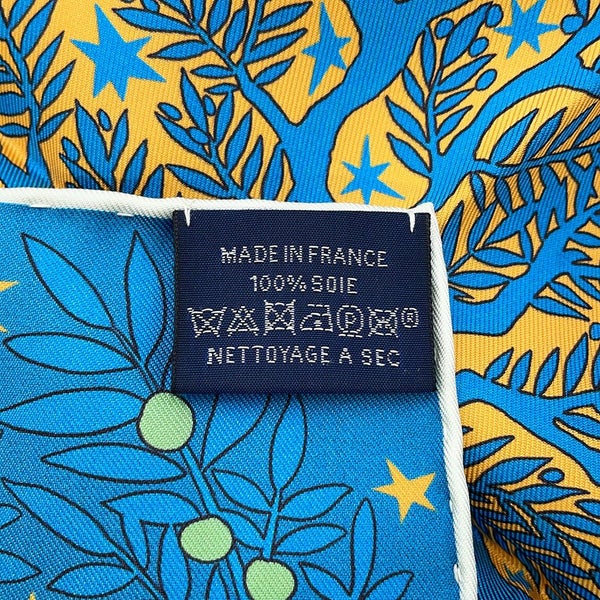 MADE IN FRANCE
100% SOIE
P ®
NETTOYAGE A SEC